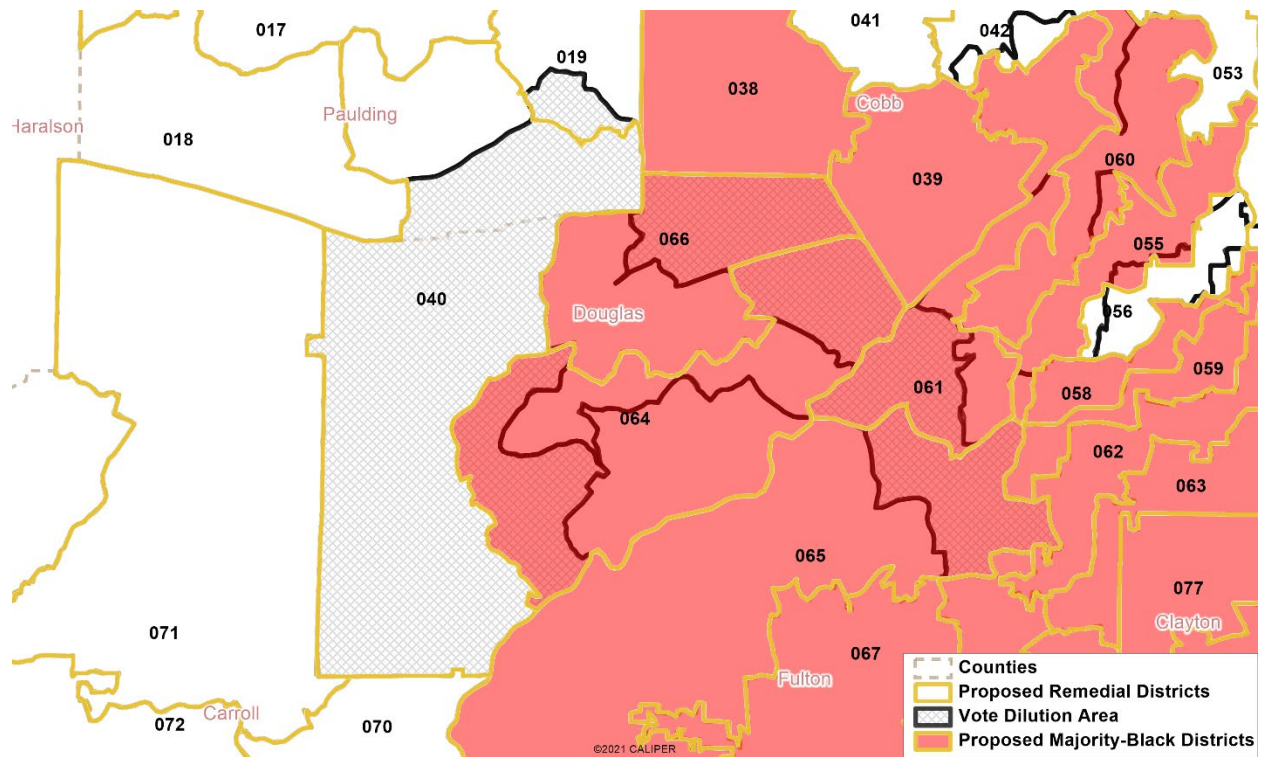 041
042
017
019
053
038
Cobb
Paulding
Haralson
018
060
039
066
055
040
Douglas
056
061
059
058
064
062
063
065
077
Clayton
071
067
Fulton
072
Carroll
070
©2021 CALIPER
Counties
Proposed Remedial Districts
Vote Dilution Area
Proposed Majority-Black Districts